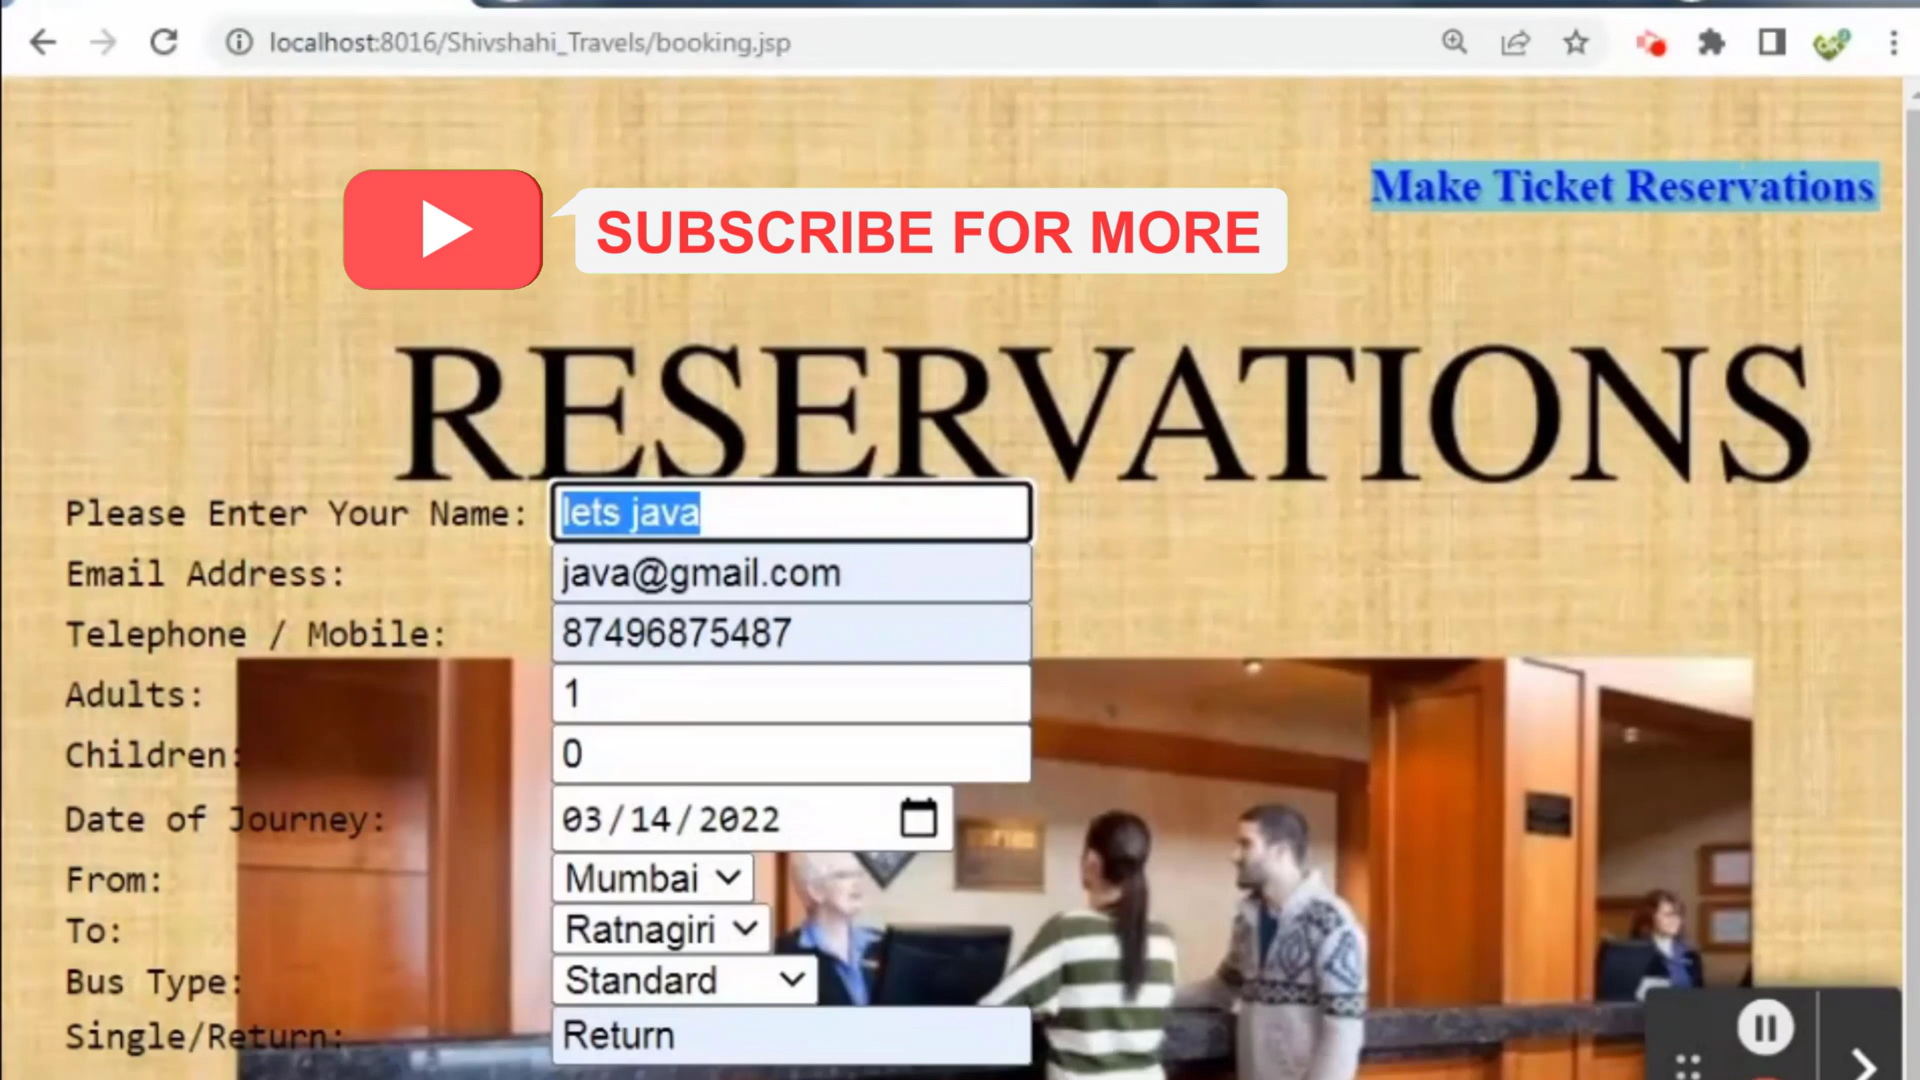 localhost:8016/Shivshahi_Travels/booking.jsp
Make Ticket Reservations
SUBSCRIBE FOR MORE
RESERVATIONS
Please Enter Your Name: lets java
Email Address: java@gmail.com
Telephone / Mobile: 87496875487
Adults: 1
Children: 0
Date of Journey: 03/14/2022
From: Mumbai
To: Ratnagiri
Bus Type: Standard
Single/Return: Return